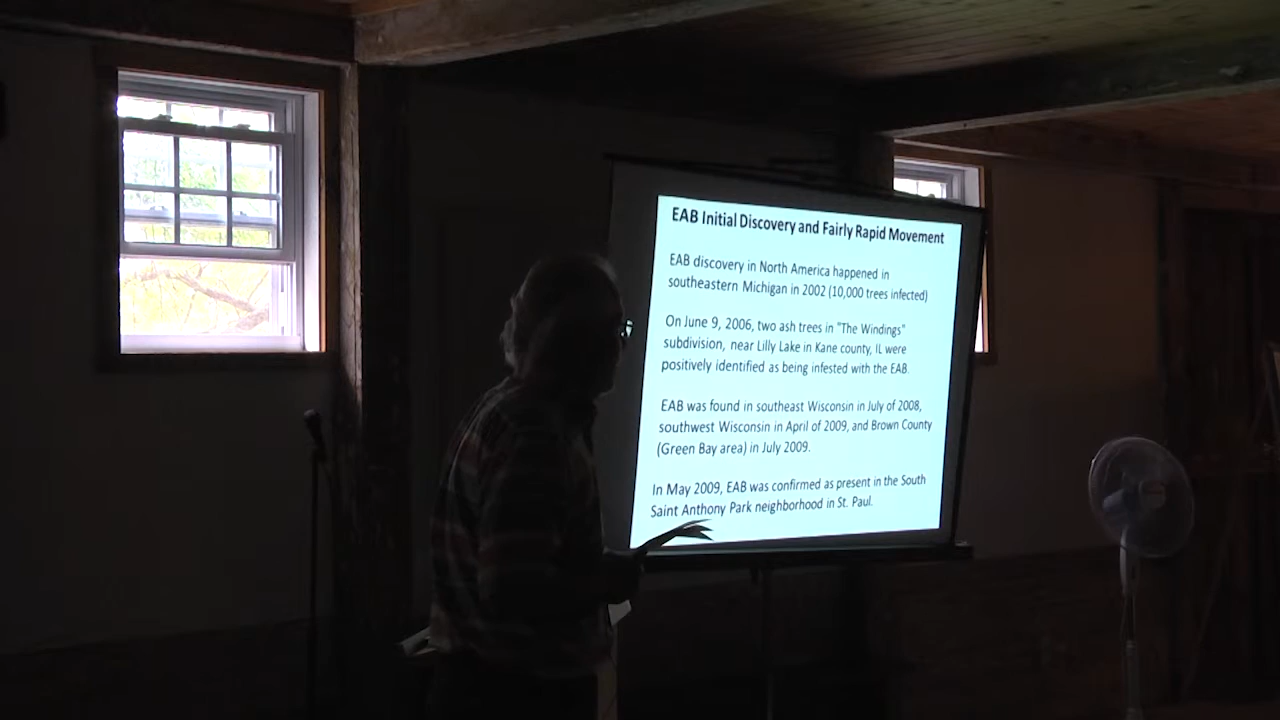 EAB Initial Discovery and Fairly Rapid Movement
EAB discovery in North America happened in
southeastern Michigan in 2002 (10,000 trees infected)
On June 9, 2006, two ash trees in "The Windings"
subdivision, near Lilly Lake in Kane county, IL were
positively identified as being infested with the EAB.
EAB was found in southeast Wisconsin in July of 2008,
southwest Wisconsin in April of 2009, and Brown County
(Green Bay area) in July 2009.
In May 2009, EAB was confirmed as present in the South
Saint Anthony Park neighborhood in St. Paul.